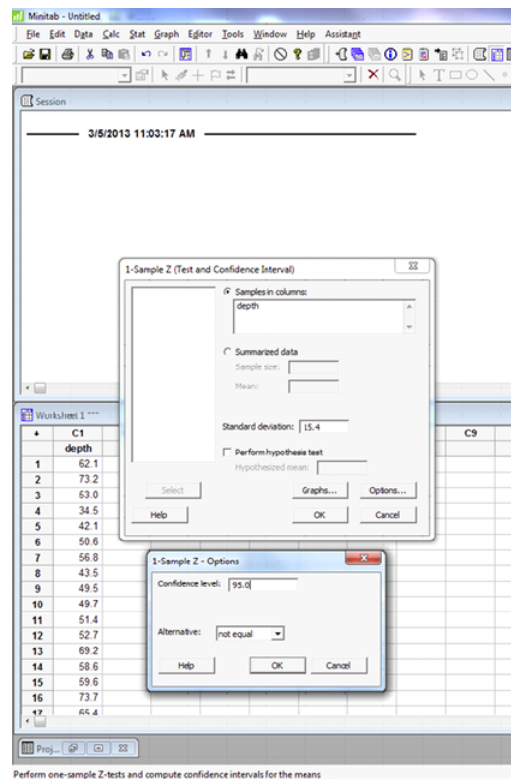 Minitab - Untitled
File Edit Data Calc Stat Graph Editor Tools Window Help Assistant
Session
3/5/2013 11:03:17 AM
1-Sample Z (Test and Confidence Interval)
Samples in columns:
depth
Summarized data
Sample size:
Mean:
Standard deviation: 15.4
Perform hypothesis test
Hypothesized mean:
Select Graphs... Options...
Help OK Cancel
Worksheet 1 ***
C1 C9
depth
1 62.1
2 73.2
3 63.0
4 34.5
5 42.1
6 50.6
7 56.8
8 43.5
9 49.5
10 49.7
11 51.4
12 52.7
13 69.2
14 58.6
15 59.6
16 73.7
17 65.4
1-Sample Z - Options
Confidence level: 95.0
Alternative: not equal
Help OK Cancel
Proj...
Perform one-sample Z-tests and compute confidence intervals for the means